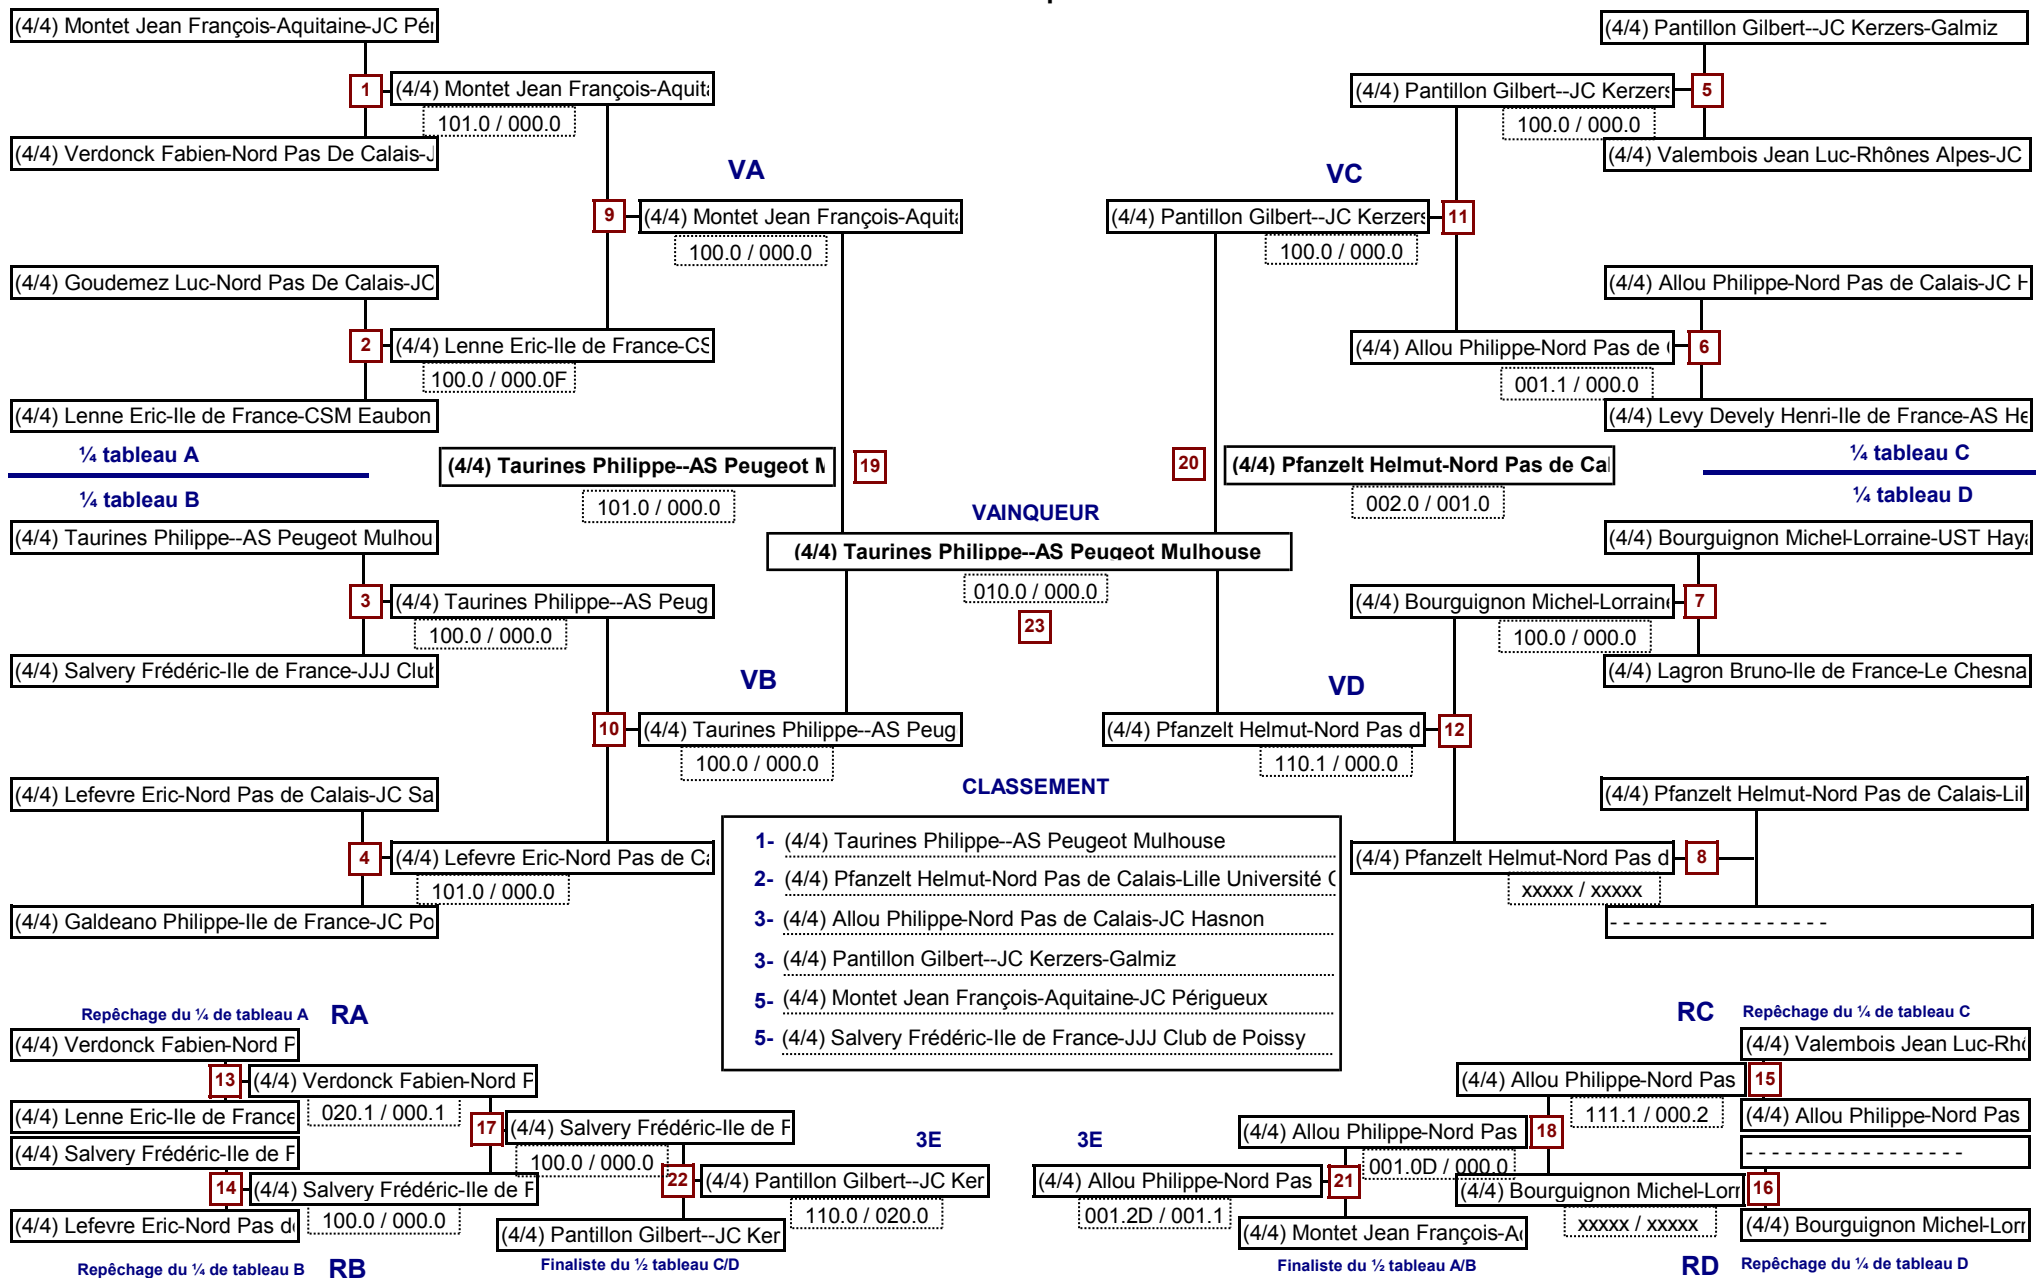 (4/4) Montet Jean François-Aquitaine-JC Pér
1
(4/4) Montet Jean François-Aquita
101.0 / 000.0
(4/4) Verdonck Fabien-Nord Pas De Calais-J
VA
9
(4/4) Montet Jean François-Aquita
100.0 / 000.0
(4/4) Goudemez Luc-Nord Pas De Calais-JC
2
(4/4) Lenne Eric-Ile de France-CS
100.0 / 000.0F
(4/4) Lenne Eric-Ile de France-CSM Eaubon
¼ tableau A
¼ tableau B
(4/4) Taurines Philippe--AS Peugeot M
19
101.0 / 000.0
(4/4) Taurines Philippe--AS Peugeot Mulhou
3
(4/4) Taurines Philippe--AS Peug
100.0 / 000.0
(4/4) Salvery Frédéric-Ile de France-JJJ Club
VB
10
(4/4) Taurines Philippe--AS Peug
100.0 / 000.0
(4/4) Lefevre Eric-Nord Pas de Calais-JC Sa
4
(4/4) Lefevre Eric-Nord Pas de Ca
101.0 / 000.0
(4/4) Galdeano Philippe-Ile de France-JC Po
(4/4) Pantillon Gilbert--JC Kerzers-Galmiz
(4/4) Pantillon Gilbert--JC Kerzers
5
100.0 / 000.0
(4/4) Valembois Jean Luc-Rhônes Alpes-JC
VC
(4/4) Pantillon Gilbert--JC Kerzers
11
100.0 / 000.0
(4/4) Allou Philippe-Nord Pas de Calais-JC H
(4/4) Allou Philippe-Nord Pas de C
6
001.1 / 000.0
(4/4) Levy Devely Henri-Ile de France-AS He
¼ tableau C
¼ tableau D
20
(4/4) Pfanzelt Helmut-Nord Pas de Cal
002.0 / 001.0
VAINQUEUR
(4/4) Taurines Philippe--AS Peugeot Mulhouse
010.0 / 000.0
23
(4/4) Bourguignon Michel-Lorraine-UST Haya
(4/4) Bourguignon Michel-Lorraine
7
100.0 / 000.0
(4/4) Lagron Bruno-Ile de France-Le Chesna
VD
(4/4) Pfanzelt Helmut-Nord Pas d
12
110.1 / 000.0
(4/4) Pfanzelt Helmut-Nord Pas de Calais-Lil
(4/4) Pfanzelt Helmut-Nord Pas d
8
xxxxx / xxxxx
- - - - - - - - - - - - - - - - -
CLASSEMENT
1- (4/4) Taurines Philippe--AS Peugeot Mulhouse
2- (4/4) Pfanzelt Helmut-Nord Pas de Calais-Lille Université C
3- (4/4) Allou Philippe-Nord Pas de Calais-JC Hasnon
3- (4/4) Pantillon Gilbert--JC Kerzers-Galmiz
5- (4/4) Montet Jean François-Aquitaine-JC Périgueux
5- (4/4) Salvery Frédéric-Ile de France-JJJ Club de Poissy
Repêchage du ¼ de tableau A RA
(4/4) Verdonck Fabien-Nord P
13
(4/4) Verdonck Fabien-Nord P
(4/4) Lenne Eric-Ile de France
020.1 / 000.1
17
(4/4) Salvery Frédéric-Ile de F
(4/4) Salvery Frédéric-Ile de F
100.0 / 000.0
14
(4/4) Salvery Frédéric-Ile de F
22
(4/4) Pantillon Gilbert--JC Ker
(4/4) Lefevre Eric-Nord Pas de
100.0 / 000.0
(4/4) Pantillon Gilbert--JC Ker
110.0 / 020.0
Repêchage du ¼ de tableau B RB
Finaliste du ½ tableau C/D
3E
3E
RC Repêchage du ¼ de tableau C
(4/4) Valembois Jean Luc-Rhô
(4/4) Allou Philippe-Nord Pas
15
111.1 / 000.2
(4/4) Allou Philippe-Nord Pas
(4/4) Allou Philippe-Nord Pas
18
- - - - - - - - - - - - - - - - -
001.0D / 000.0
(4/4) Allou Philippe-Nord Pas
21
(4/4) Bourguignon Michel-Lorr
16
001.2D / 001.1
(4/4) Montet Jean François-Aq
xxxxx / xxxxx
(4/4) Bourguignon Michel-Lorr
Finaliste du ½ tableau A/B
RD Repêchage du ¼ de tableau D